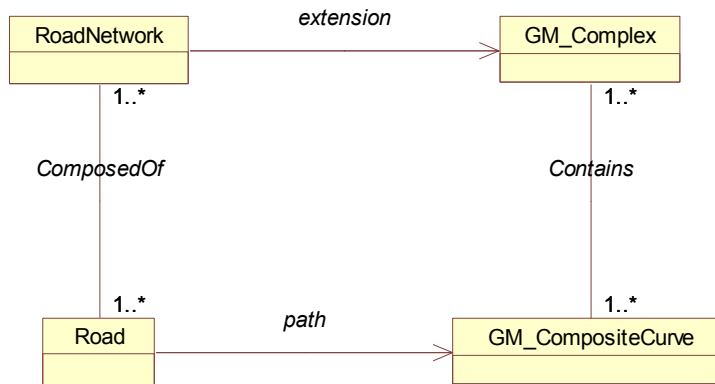 extension
RoadNetwork
GM_Complex
1..*
1..*
ComposedOf
Contains
1..*
1..*
path
Road
GM_CompositeCurve